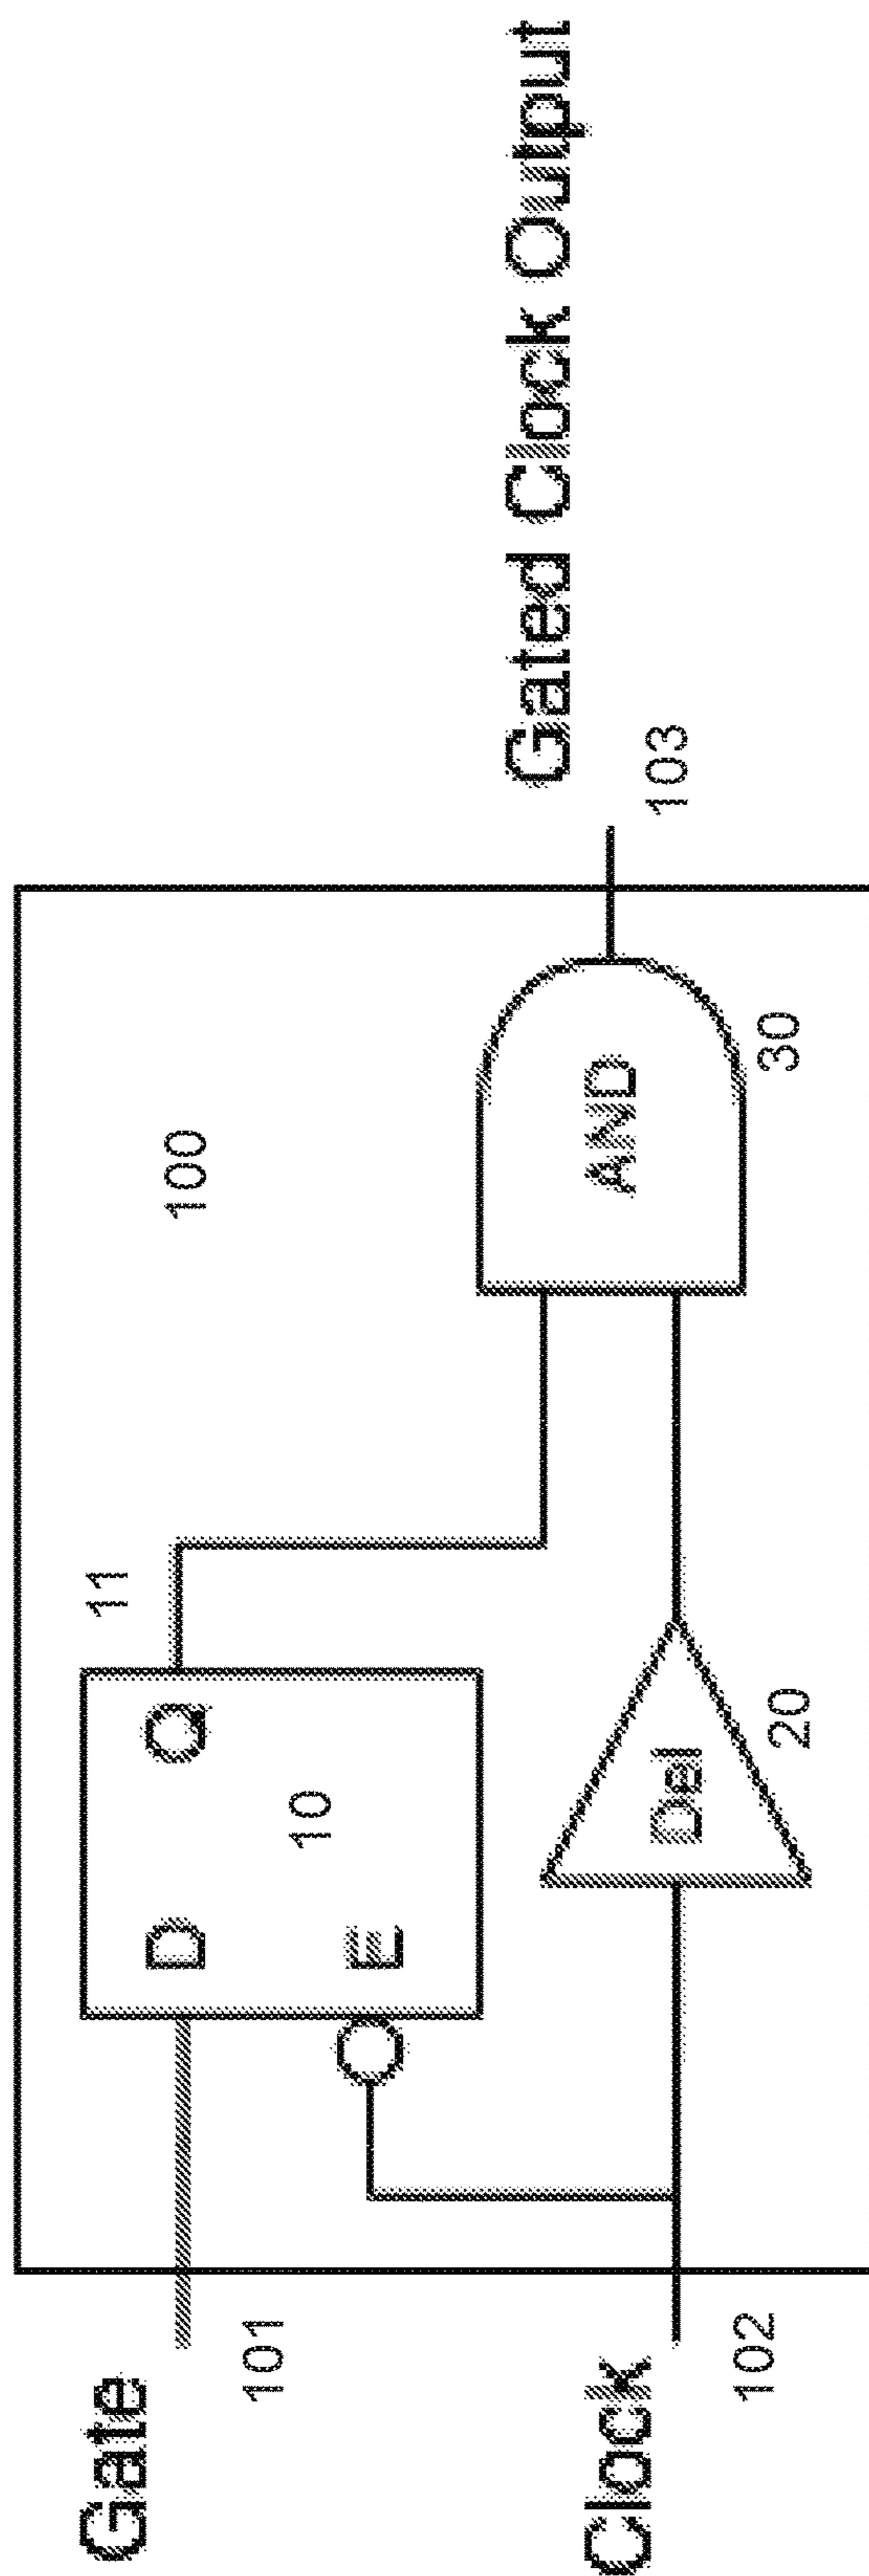 Gate
101
D
Q
11
10
E
100
Clock
102
Del
20
AND
30
Gated Clock Output
103